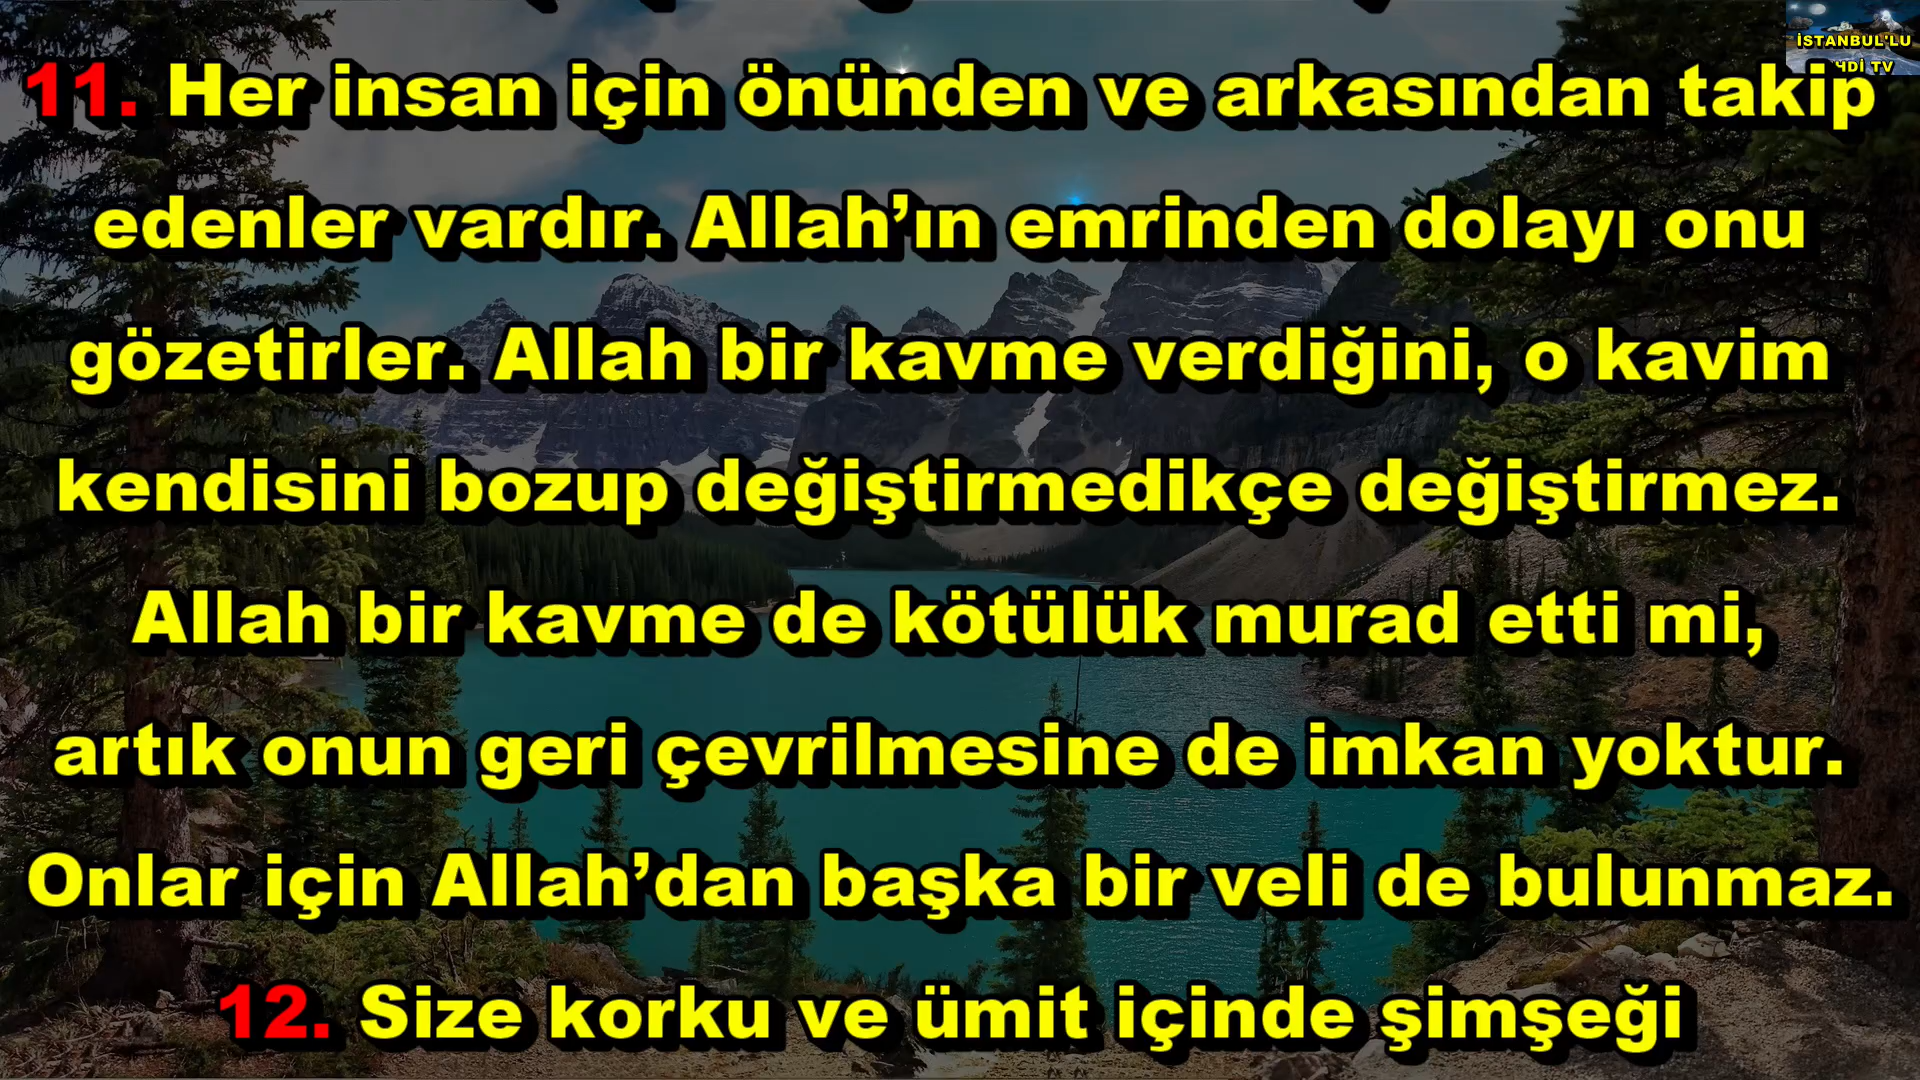 İSTANBUL'LU
11. Her insan için önünden ve arkasından takip
edenler vardır. Allah’ın emrinden dolayı onu
gözetirler. Allah bir kavme verdiğini, o kavim
kendisini bozup değiştirmedikçe değiştirmez.
Allah bir kavme de kötülük murad etti mi,
artık onun geri çevrilmesine de imkan yoktur.
Onlar için Allah’dan başka bir veli de bulunmaz.
12. Size korku ve ümit içinde şimşeği